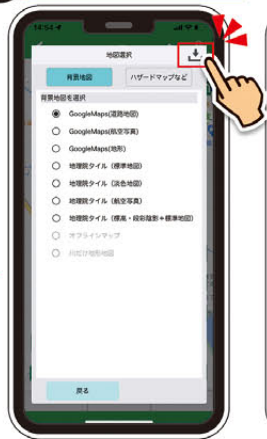 14:54
地図選択
背景地図
ハザードマップなど
背景地図を選択
GoogleMaps(道路地図)
GoogleMaps(航空写真)
GoogleMaps(地形)
地理院タイル（標準地図）
地理院タイル（淡色地図）
地理院タイル（航空写真）
地理院タイル（標高・段彩陰影+標準地図）
オフラインマップ
戻る